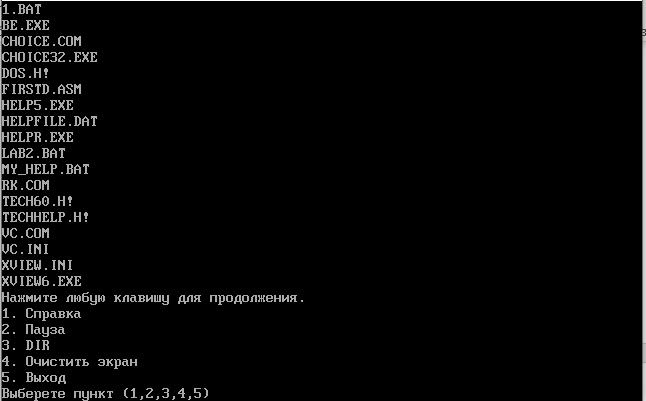 1.BAT
BE.EXE
CHOICE.COM
CHOICE32.EXE
DOS.H!
FIRSTD.ASM
HELP5.EXE
HELPFILE.DAT
HELPR.EXE
LAB2.BAT
MY_HELP.BAT
RK.COM
TECH60.H!
TECHHELP.H!
VC.COM
VC.INI
XVIEW.INI
XVIEW6.EXE
Нажмите любую клавишу для продолжения.
1. Справка
2. Пауза
3. DIR
4. Очистить экран
5. Выход
Выберете пункт (1,2,3,4,5)